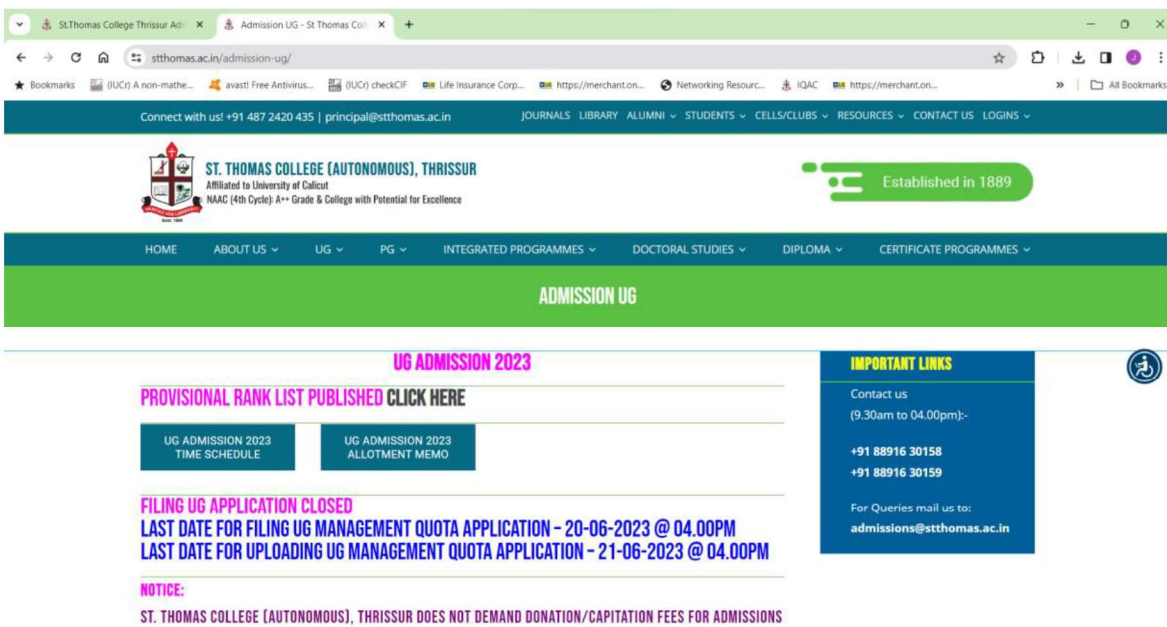 St.Thomas College Thrissur Adm
Admission UG - St Thomas Coll
stthomas.ac.in/admission-ug/
Bookmarks (IUCr) A non-mathe... avast! Free Antivirus... (IUCr) checkCIF Life Insurance Corp... https://merchant.on... Networking Resourc... IQAC https://merchant.on... » All Bookmarks
Connect with us! +91 487 2420 435 | principal@stthomas.ac.in JOURNALS LIBRARY ALUMNI STUDENTS CELLS/CLUBS RESOURCES CONTACT US LOGINS
ST. THOMAS COLLEGE (AUTONOMOUS), THRISSUR
Affiliated to University of Calicut
NAAC (4th Cycle): A++ Grade & College with Potential for Excellence
Established in 1889
HOME ABOUT US UG PG INTEGRATED PROGRAMMES DOCTORAL STUDIES DIPLOMA CERTIFICATE PROGRAMMES
ADMISSION UG
UG ADMISSION 2023
PROVISIONAL RANK LIST PUBLISHED CLICK HERE
UG ADMISSION 2023
TIME SCHEDULE
UG ADMISSION 2023
ALLOTMENT MEMO
FILING UG APPLICATION CLOSED
LAST DATE FOR FILING UG MANAGEMENT QUOTA APPLICATION – 20-06-2023 @ 04.00PM
LAST DATE FOR UPLOADING UG MANAGEMENT QUOTA APPLICATION – 21-06-2023 @ 04.00PM
NOTICE:
ST. THOMAS COLLEGE (AUTONOMOUS), THRISSUR DOES NOT DEMAND DONATION/CAPITATION FEES FOR ADMISSIONS
IMPORTANT LINKS
Contact us
(9.30am to 04.00pm):-
+91 88916 30158
+91 88916 30159
For Queries mail us to:
admissions@stthomas.ac.in